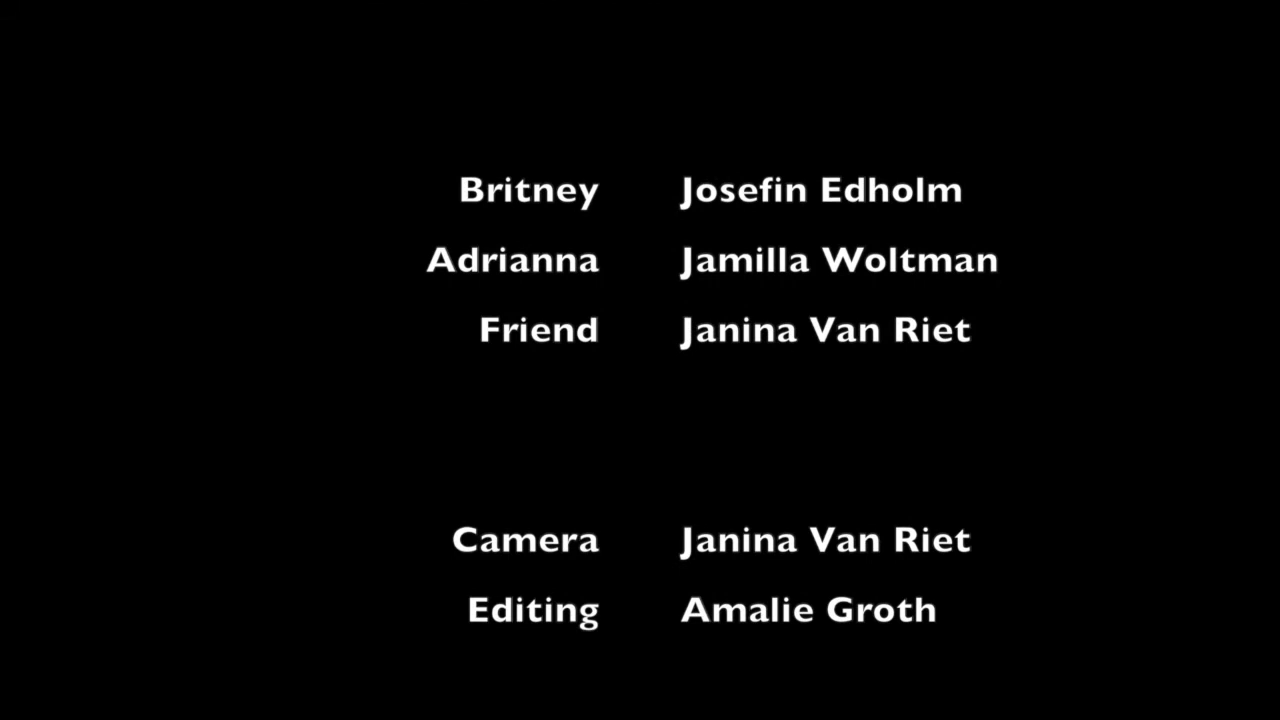 Britney Josefin Edholm
Adrianna Jamilla Woltman
Friend Janina Van Riet
Camera Janina Van Riet
Editing Amalie Groth